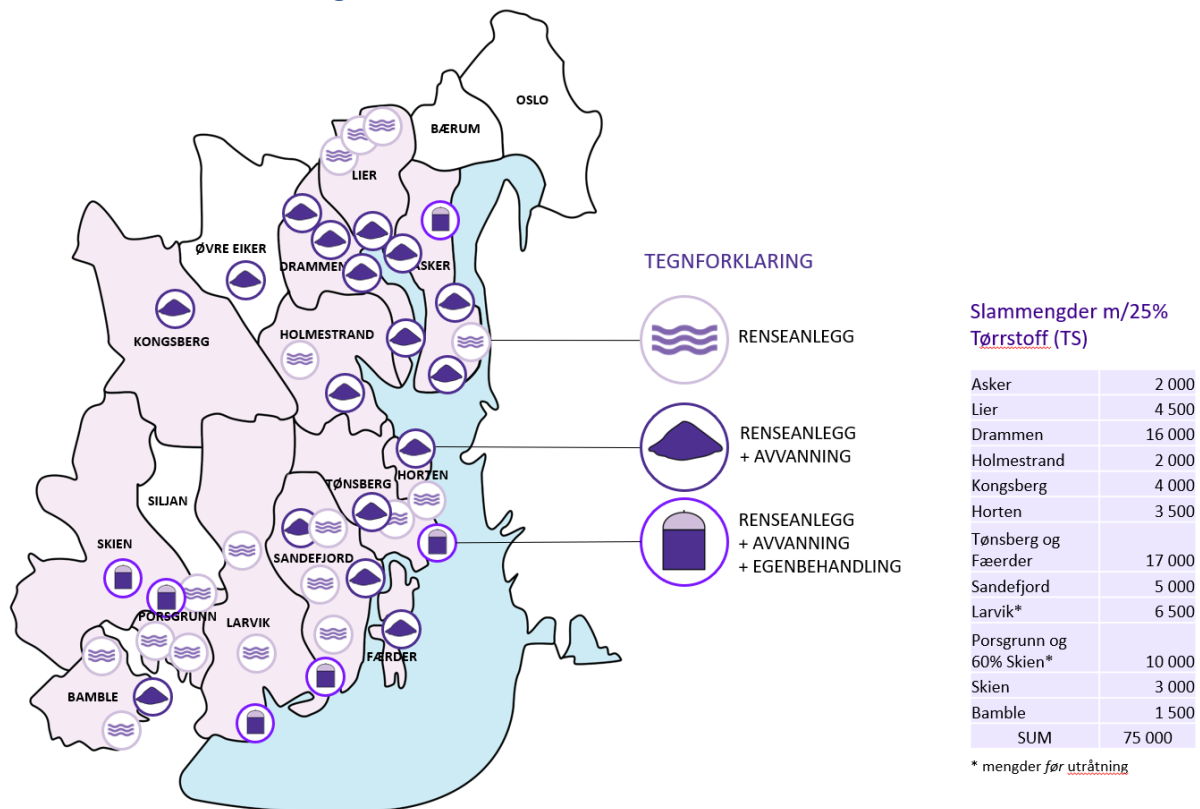 OSLO
BÆRUM
LIER
ØVRE EIKER
DRAMMEN
ASKER
KONGSBERG
HOLMESTRAND
HORTEN
TØNSBERG
SILJAN
SKIEN
SANDEFJORD
PORSGRUNN
LARVIK
FÆRDER
BAMBLE
TEGNFORKLARING
RENSEANLEGG
RENSEANLEGG
+ AVVANNING
RENSEANLEGG
+ AVVANNING
+ EGENBEHANDLING
Slammengder m/25%
Tørrstoff (TS)
Asker 2 000
Lier 4 500
Drammen 16 000
Holmestrand 2 000
Kongsberg 4 000
Horten 3 500
Tønsberg og
Fæerder 17 000
Sandefjord 5 000
Larvik* 6 500
Porsgrunn og
60% Skien* 10 000
Skien 3 000
Bamble 1 500
SUM 75 000
* mengder før utråtning